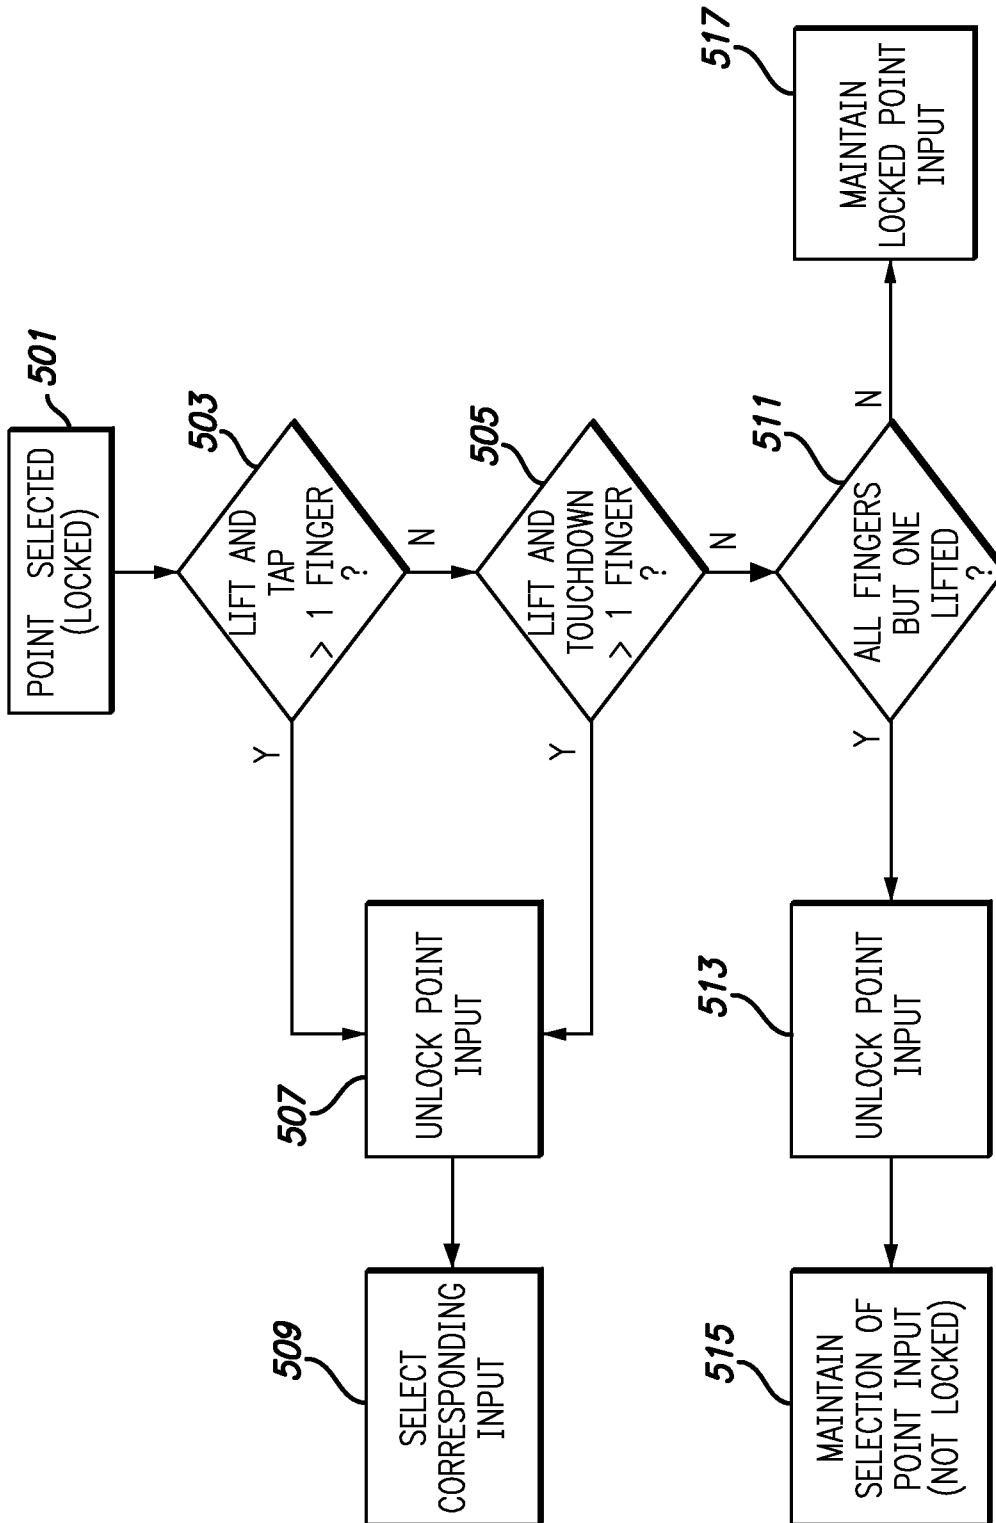 501
POINT SELECTED
(LOCKED)
503
LIFT AND
TAP
> 1 FINGER
?
Y
N
505
LIFT AND
TOUCHDOWN
> 1 FINGER
?
Y
N
507
UNLOCK POINT
INPUT
509
SELECT
CORRESPONDING
INPUT
511
ALL FINGERS
BUT ONE
LIFTED
?
Y
N
513
UNLOCK POINT
INPUT
515
MAINTAIN
SELECTION OF
POINT INPUT
(NOT LOCKED)
517
MAINTAIN
LOCKED POINT
INPUT